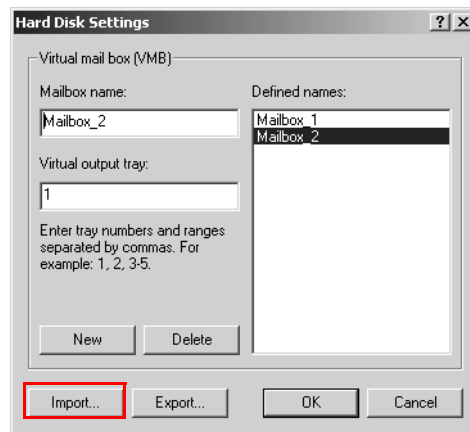 Hard Disk Settings
Virtual mail box (VMB)
Mailbox name:
Mailbox_2
Virtual output tray:
1
Enter tray numbers and ranges
separated by commas. For
example: 1, 2, 3-5.
New
Delete
Defined names:
Mailbox_1
Mailbox_2
Import...
Export...
OK
Cancel